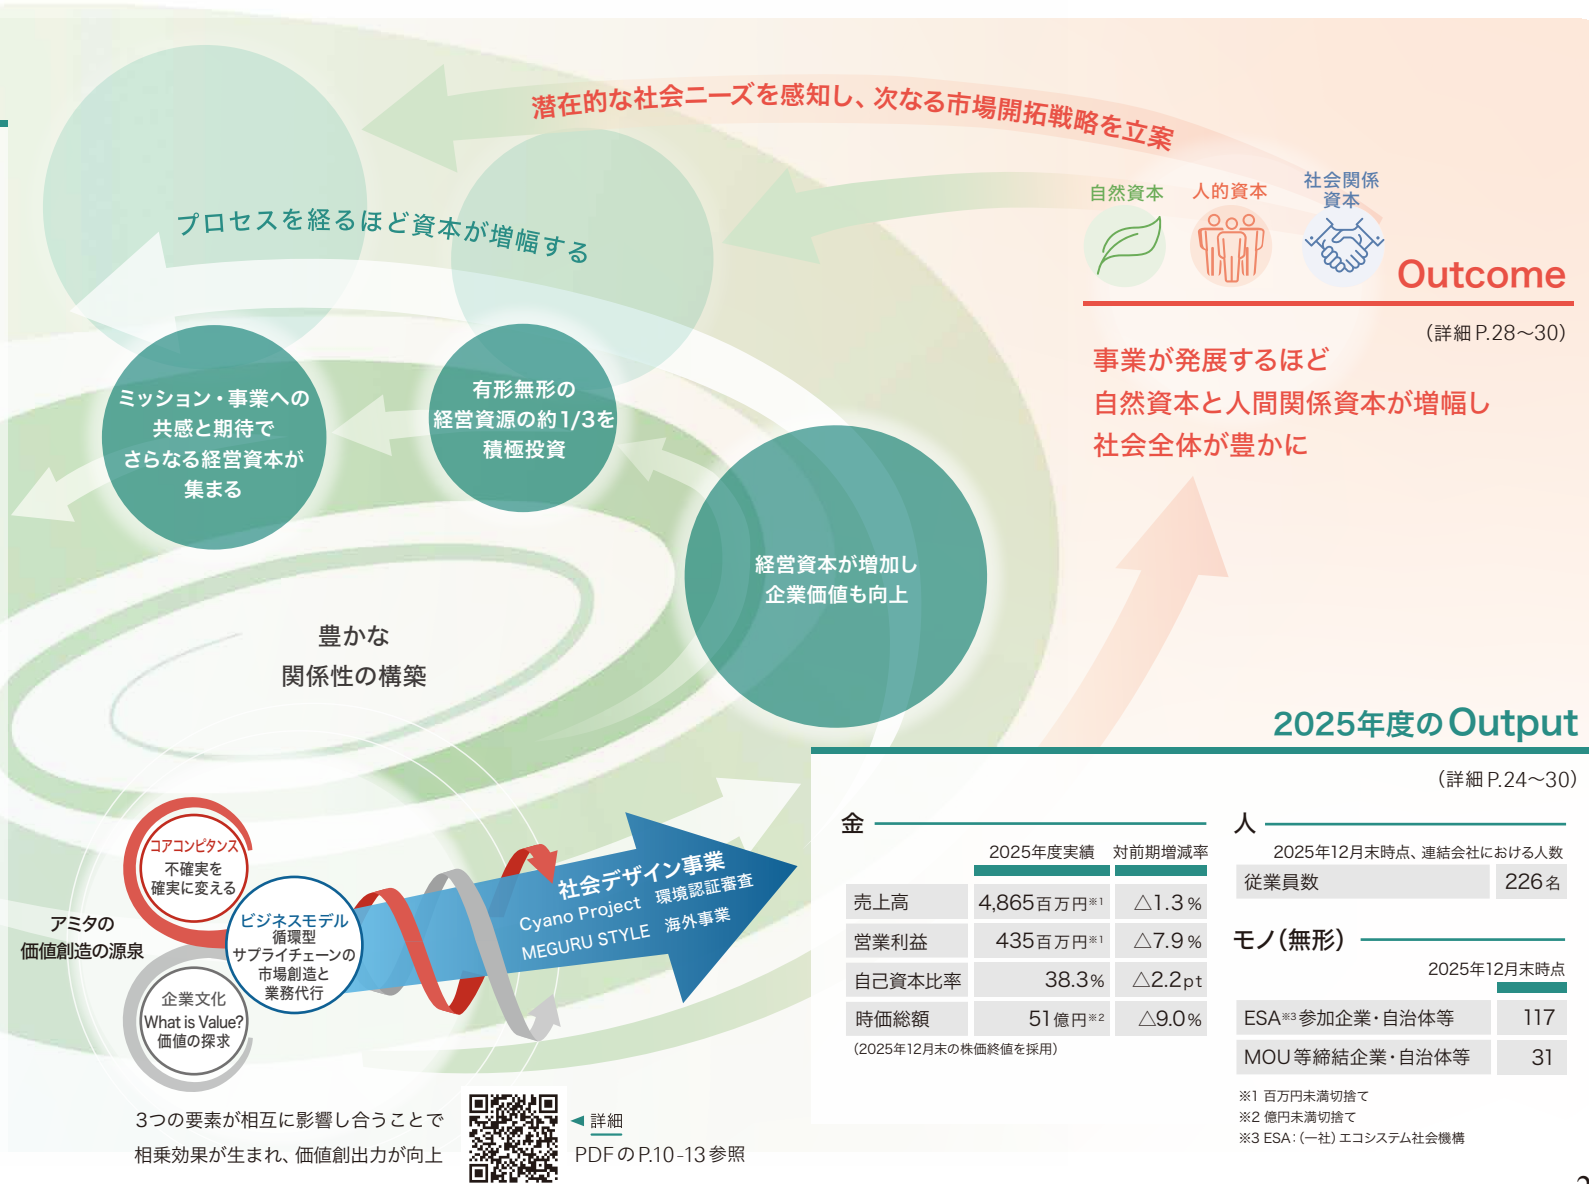 潜在的な社会ニーズを感知し、次なる市場開拓戦略を立案
プロセスを経るほど資本が増幅する
自然資本
人的資本
社会関係
資本
Outcome
（詳細 P.28～30）
事業が発展するほど
自然資本と人間関係資本が増幅し
社会全体が豊かに
ミッション・事業への
共感と期待で
さらなる経営資本が
集まる
有形無形の
経営資源の約1/3を
積極投資
経営資本が増加し
企業価値も向上
豊かな
関係性の構築
アミタの
価値創造の源泉
コアコンピタンス
不確実を
確実に変える
ビジネスモデル
循環型
サプライチェーンの
市場創造と
業務代行
企業文化
What is Value?
価値の探求
社会デザイン事業
Cyano Project 環境認証審査
MEGURU STYLE 海外事業
3つの要素が相互に影響し合うことで
相乗効果が生まれ、価値創出力が向上
◀ 詳細
PDFのP.10-13参照
2025年度のOutput
（詳細 P.24～30）
金
2025年度実績 対前期増減率
売上高 4,865百万円※1 △1.3%
営業利益 435百万円※1 △7.9%
自己資本比率 38.3% △2.2pt
時価総額 51億円※2 △9.0%
（2025年12月末の株価終値を採用）
人
2025年12月末時点、連結会社における人数
従業員数 226名
モノ（無形）
2025年12月末時点
ESA※3参加企業・自治体等 117
MOU等締結企業・自治体等 31
※1 百万円未満切捨て
※2 億円未満切捨て
※3 ESA：（一社）エコシステム社会機構